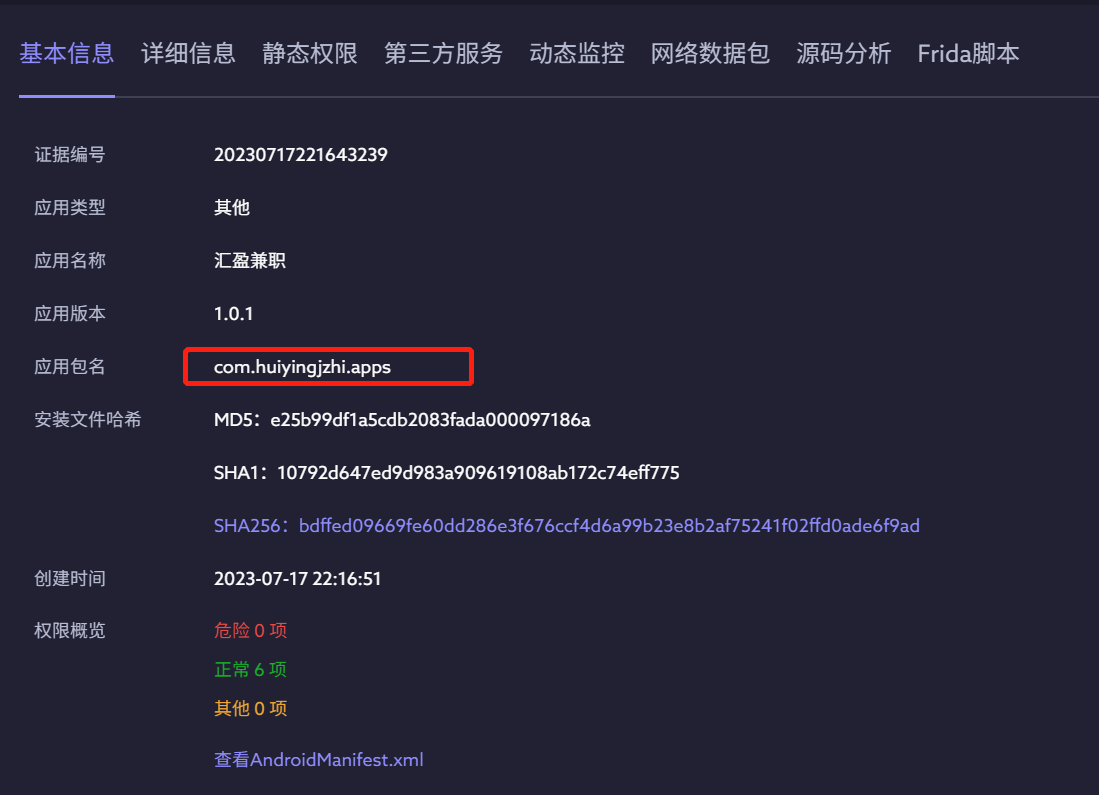 基本信息 详细信息 静态权限 第三方服务 动态监控 网络数据包 源码分析 Frida脚本
证据编号 20230717221643239
应用类型 其他
应用名称 汇盈兼职
应用版本 1.0.1
应用包名 com.huiyingjzhi.apps
安装文件哈希 MD5：e25b99df1a5cdb2083fada000097186a
SHA1：10792d647ed9d983a909619108ab172c74eff775
SHA256：bdffed09669fe60dd286e3f676ccf4d6a99b23e8b2af75241f02ffd0ade6f9ad
创建时间 2023-07-17 22:16:51
权限概览 危险 0 项
正常 6 项
其他 0 项
查看AndroidManifest.xml